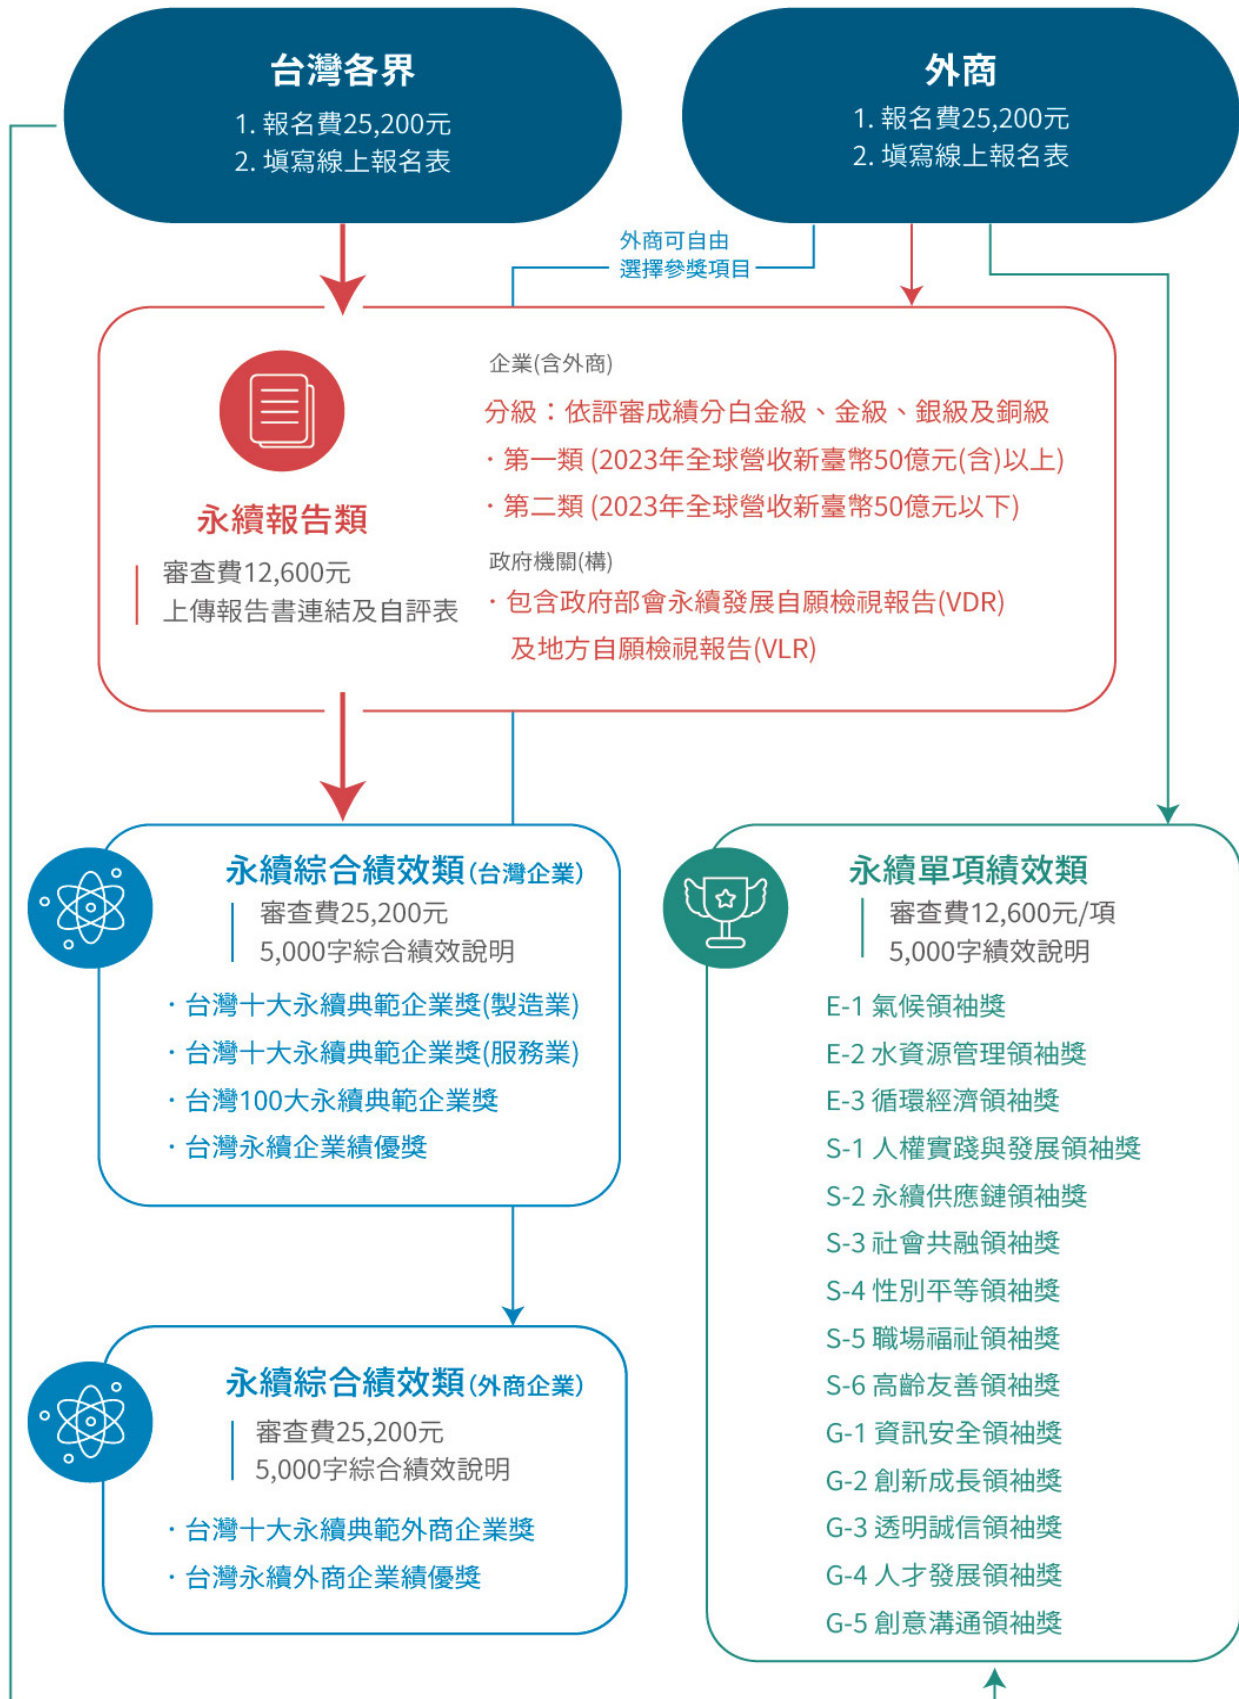 台灣各界
1. 報名費25,200元
2. 填寫線上報名表
外商
1. 報名費25,200元
2. 填寫線上報名表
外商可自由
選擇參獎項目
永續報告類
審查費12,600元
上傳報告書連結及自評表
企業(含外商)
分級：依評審成績分白金級、金級、銀級及銅級
·第一類 (2023年全球營收新臺幣50億元(含)以上)
·第二類 (2023年全球營收新臺幣50億元以下)
政府機關(構)
·包含政府部會永續發展自願檢視報告(VDR)
及地方自願檢視報告(VLR)
永續綜合績效類(台灣企業)
審查費25,200元
5,000字綜合績效說明
·台灣十大永續典範企業獎(製造業)
·台灣十大永續典範企業獎(服務業)
·台灣100大永續典範企業獎
·台灣永續企業績優獎
永續綜合績效類(外商企業)
審查費25,200元
5,000字綜合績效說明
·台灣十大永續典範外商企業獎
·台灣永續外商企業績優獎
永續單項績效類
審查費12,600元/項
5,000字績效說明
E-1 氣候領袖獎
E-2 水資源管理領袖獎
E-3 循環經濟領袖獎
S-1 人權實踐與發展領袖獎
S-2 永續供應鏈領袖獎
S-3 社會共融領袖獎
S-4 性別平等領袖獎
S-5 職場福祉領袖獎
S-6 高齡友善領袖獎
G-1 資訊安全領袖獎
G-2 創新成長領袖獎
G-3 透明誠信領袖獎
G-4 人才發展領袖獎
G-5 創意溝通領袖獎